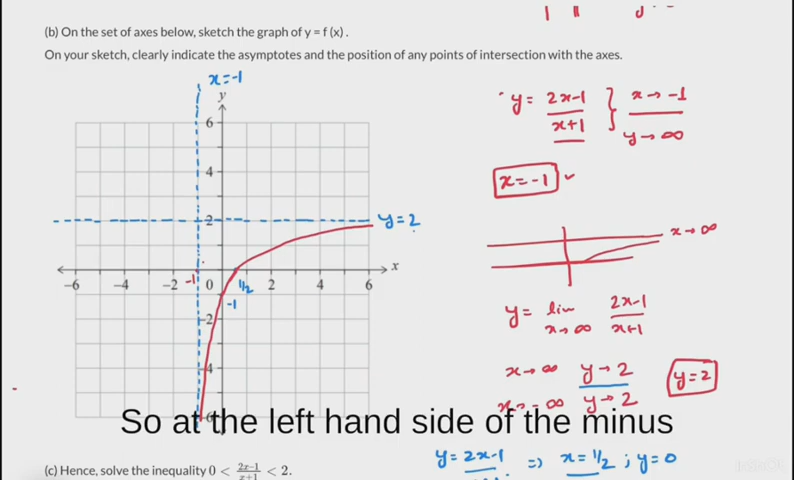 (b) On the set of axes below, sketch the graph of y = f (x) .
On your sketch, clearly indicate the asymptotes and the position of any points of intersection with the axes.
x=-1
y
6
4
2
y=2
-6 -4 -2 -1 0 1/2 2 4 6 x
-1
-2
-4
y= 2x-1 / x+1 } x→-1
y→∞
x=-1 ✓
x→∞
y= lim x→∞ 2x-1 / x+1
x→∞ y→2 y=2
x→-∞ y→2
So at the left hand side of the minus
y=2x-1 ⇒ x=1/2 ; y=0
(c) Hence, solve the inequality 0 < 2x−1 / x+1 < 2.